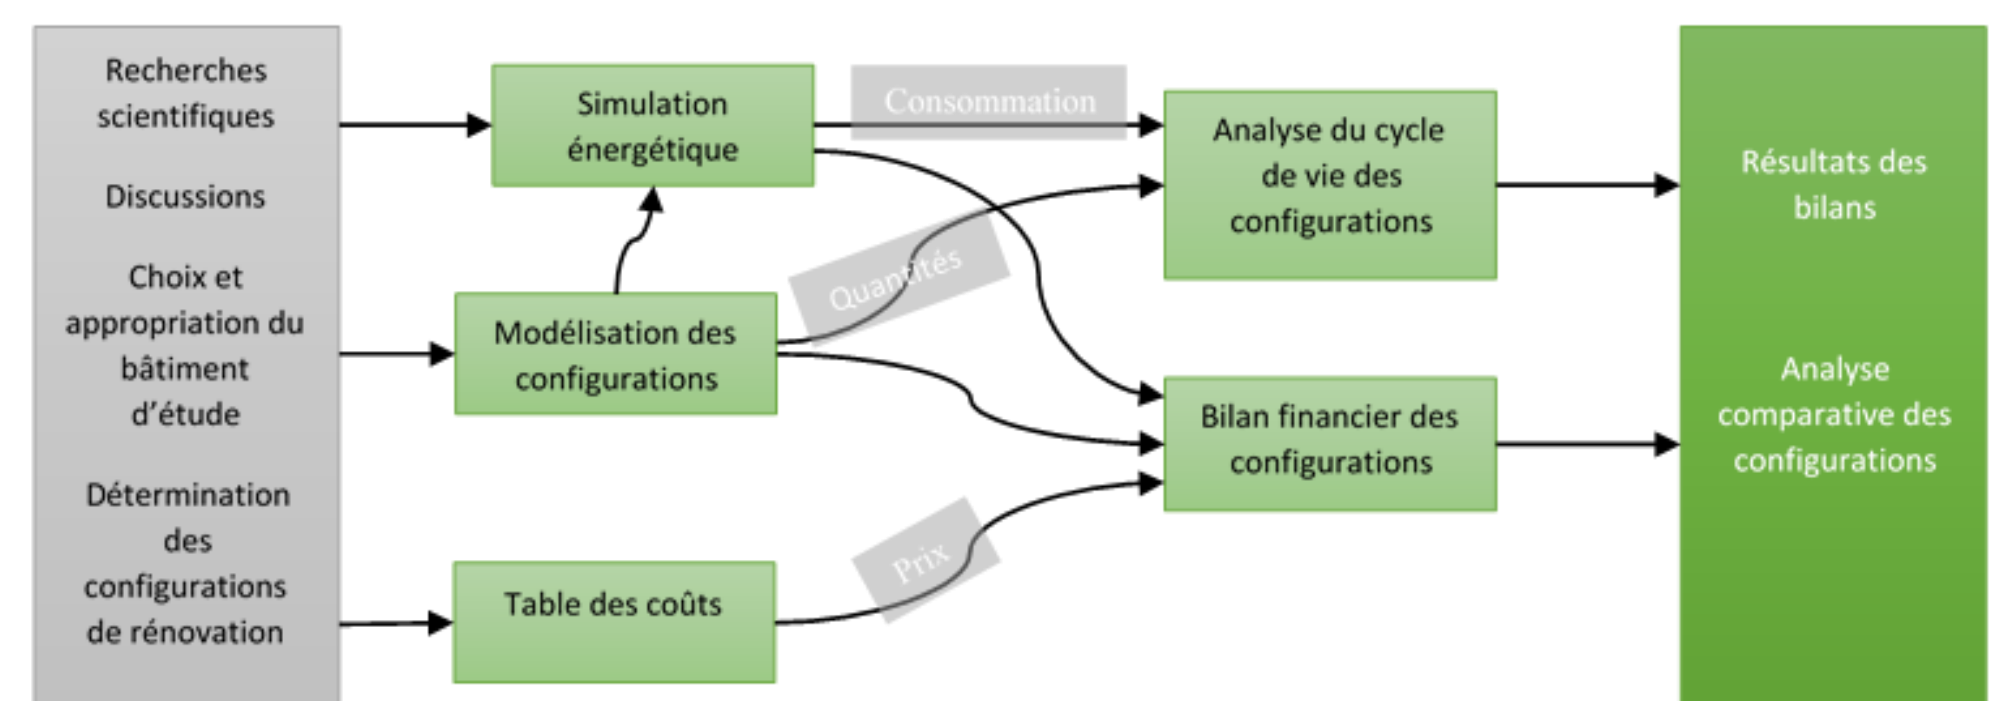 Recherches
scientifiques
Discussions
Choix et
appropriation du
bâtiment
d’étude
Détermination
des
configurations
de rénovation
Simulation
énergétique
Modélisation des
configurations
Table des coûts
Consommation
Quantités
Prix
Analyse du cycle
de vie des
configurations
Bilan financier des
configurations
Résultats des
bilans
Analyse
comparative des
configurations